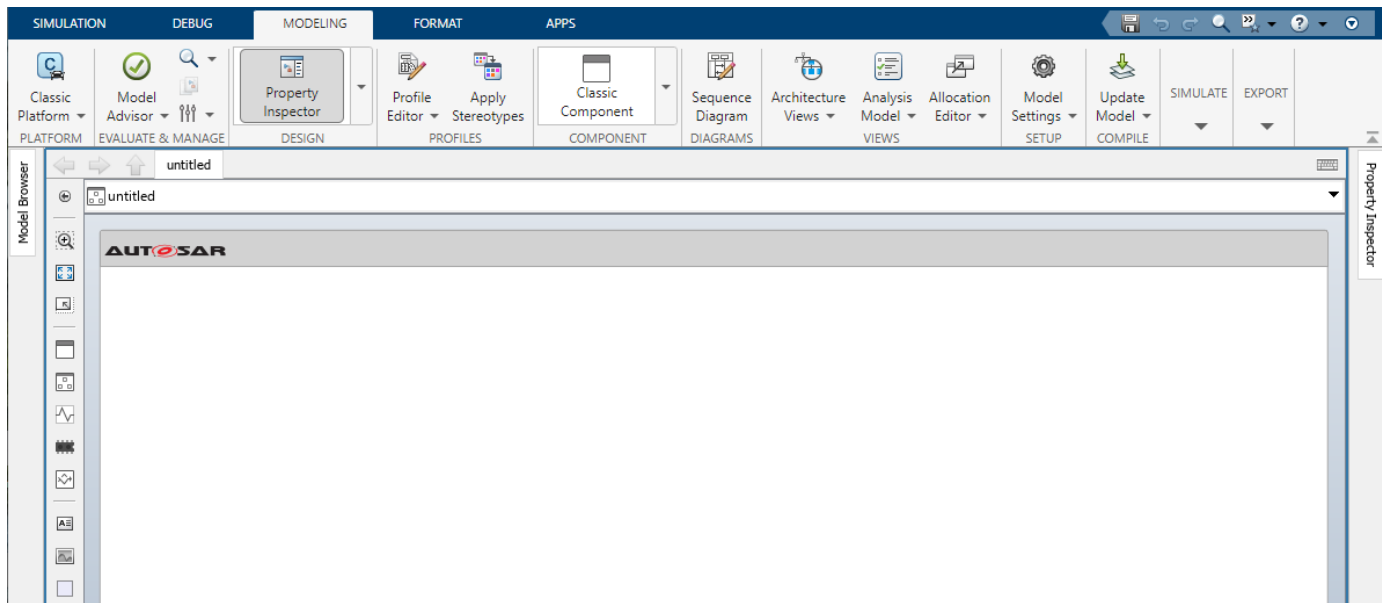 SIMULATION DEBUG MODELING FORMAT APPS
Classic Platform
Model Advisor
Property Inspector
Profile Editor
Apply Stereotypes
Classic Component
Sequence Diagram
Architecture Views
Analysis Model
Allocation Editor
Model Settings
Update Model
SIMULATE
EXPORT
PLATFORM EVALUATE & MANAGE DESIGN PROFILES COMPONENT DIAGRAMS VIEWS SETUP COMPILE
untitled
Model Browser
untitled
Property Inspector
AUTOSAR